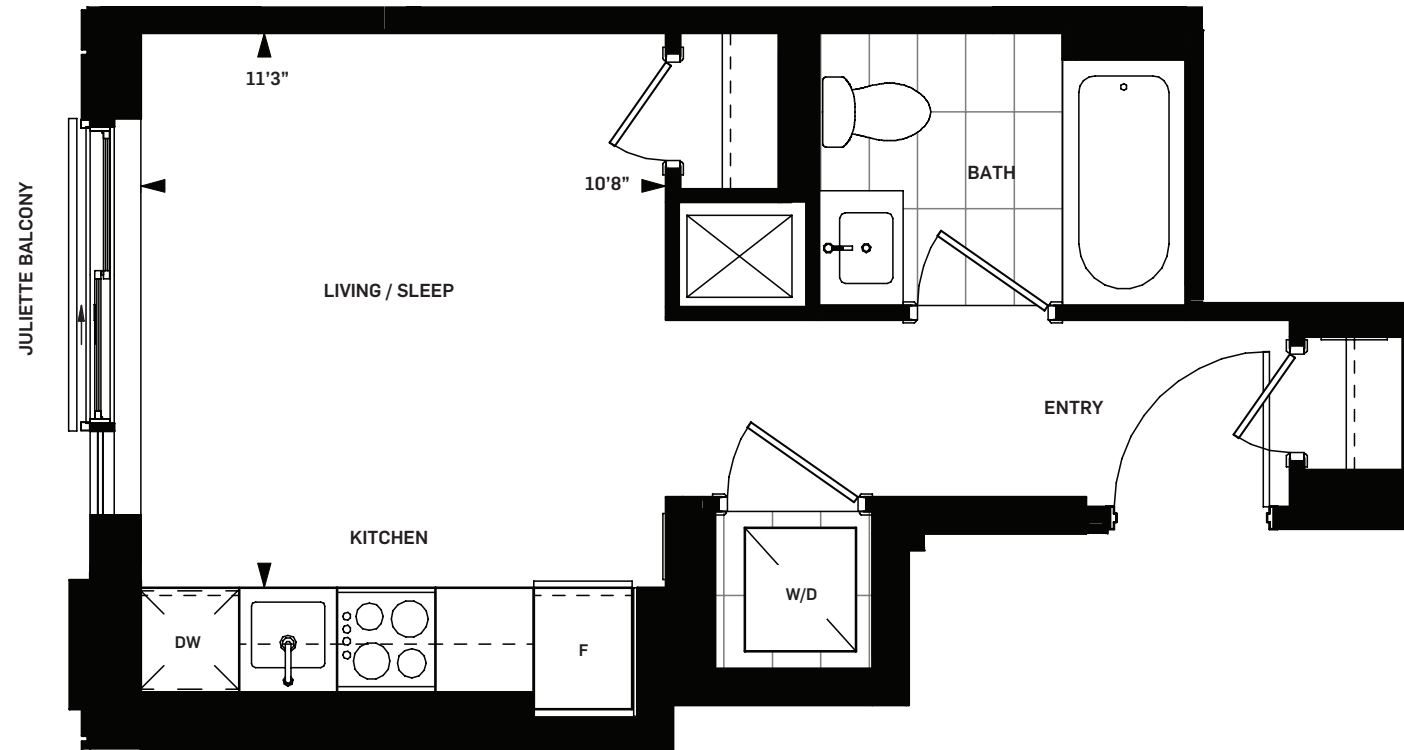 11'3"
10'8"
BATH
JULIETTE BALCONY
LIVING / SLEEP
ENTRY
KITCHEN
W/D
DW
F